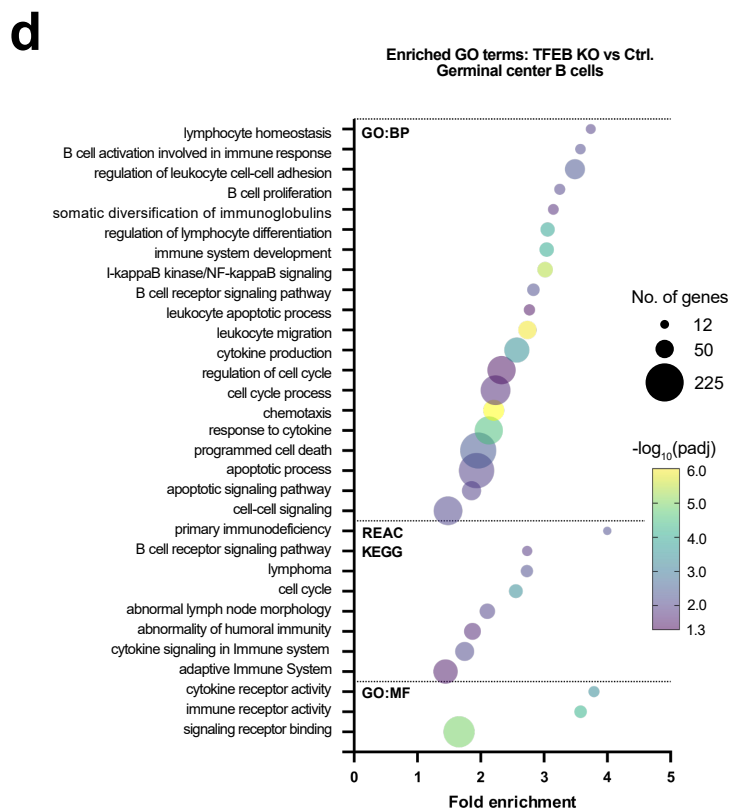 d
Enriched GO terms: TFEB KO vs Ctrl.
Germinal center B cells
GO:BP
lymphocyte homeostasis
B cell activation involved in immune response
regulation of leukocyte cell-cell adhesion
B cell proliferation
somatic diversification of immunoglobulins
regulation of lymphocyte differentiation
immune system development
I-kappaB kinase/NF-kappaB signaling
B cell receptor signaling pathway
leukocyte apoptotic process
leukocyte migration
cytokine production
regulation of cell cycle
cell cycle process
chemotaxis
response to cytokine
programmed cell death
apoptotic process
apoptotic signaling pathway
cell-cell signaling
REAC
KEGG
primary immunodeficiency
B cell receptor signaling pathway
lymphoma
cell cycle
abnormal lymph node morphology
abnormality of humoral immunity
cytokine signaling in Immune system
adaptive Immune System
GO:MF
cytokine receptor activity
immune receptor activity
signaling receptor binding
0 1 2 3 4 5
Fold enrichment
No. of genes
12
50
225
-log10(padj)
6.0
5.0
4.0
3.0
2.0
1.3